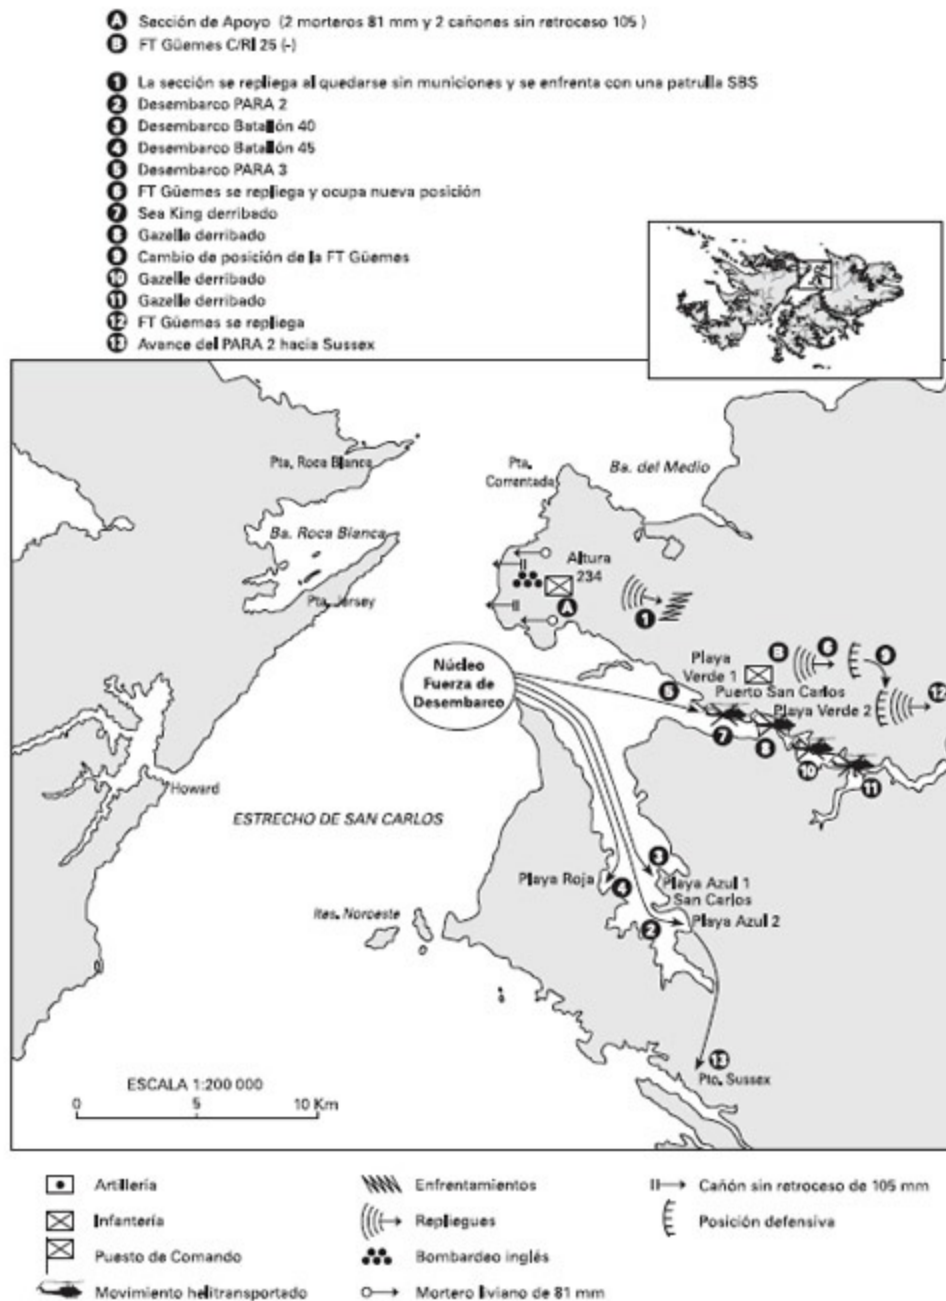 A Sección de Apoyo (2 morteros 81 mm y 2 cañones sin retroceso 105 )
B FT Güemes C/RI 25 (-)
1 La sección se repliega al quedarse sin municiones y se enfrenta con una patrulla SBS
2 Desembarco PARA 2
3 Desembarco Batallón 40
4 Desembarco Batallón 45
5 Desembarco PARA 3
6 FT Güemes se repliega y ocupa nueva posición
7 Sea King derribado
8 Gazelle derribado
9 Cambio de posición de la FT Güemes
10 Gazelle derribado
11 Gazelle derribado
12 FT Güemes se repliega
13 Avance del PARA 2 hacia Sussex
Pta. Roca Blanca
Pta.
Correntada
Ba. del Medio
Ba. Roca Blanca
Altura
234
Pta. Jersey
A
1
B
6
9
12
Núcleo
Fuerza de
Desembarco
Playa
Verde 1
5
Puerto San Carlos
Playa Verde 2
7
8
10
11
Howard
ESTRECHO DE SAN CARLOS
3
Playa Roja
4
Playa Azul 1
San Carlos
Playa Azul 2
2
Itas. Noroeste
13
Pto. Sussex
ESCALA 1:200 000
0 5 10 Km
Artillería
Infantería
Puesto de Comando
Movimiento helitransportado
Enfrentamientos
Repliegues
Bombardeo inglés
Mortero liviano de 81 mm
Cañón sin retroceso de 105 mm
Posición defensiva